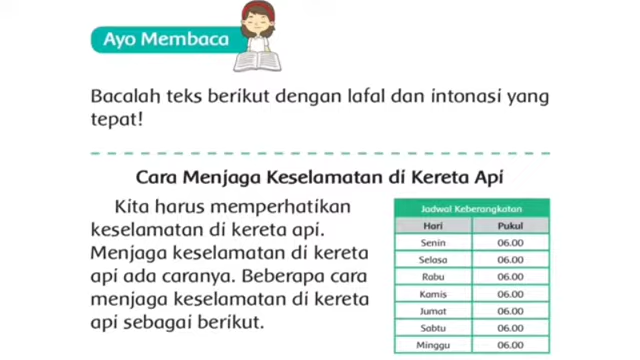 Ayo Membaca
Bacalah teks berikut dengan lafal dan intonasi yang
tepat!
Cara Menjaga Keselamatan di Kereta Api
Kita harus memperhatikan
keselamatan di kereta api.
Menjaga keselamatan di kereta
api ada caranya. Beberapa cara
menjaga keselamatan di kereta
api sebagai berikut.
Jadwal Keberangkatan
Hari Pukul
Senin 06.00
Selasa 06.00
Rabu 06.00
Kamis 06.00
Jumat 06.00
Sabtu 06.00
Minggu 06.00